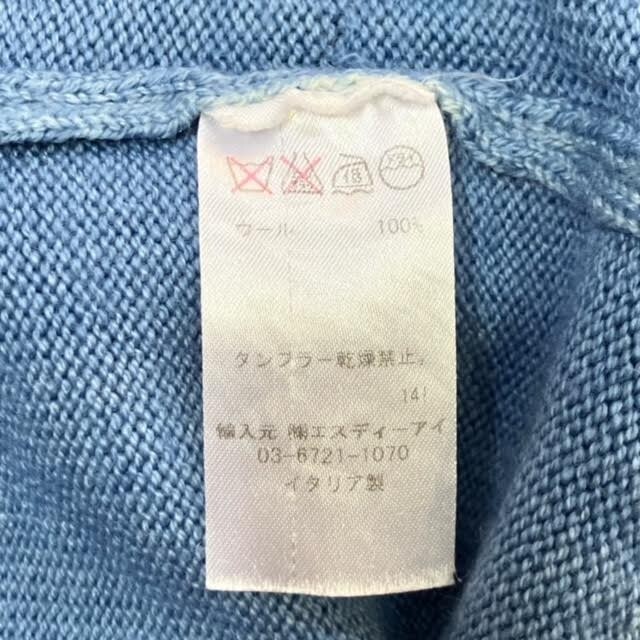 ウール 100%
タンブラー乾燥禁止。
141
輸入元 ㈱エスディーアイ
03-6721-1070
イタリア製